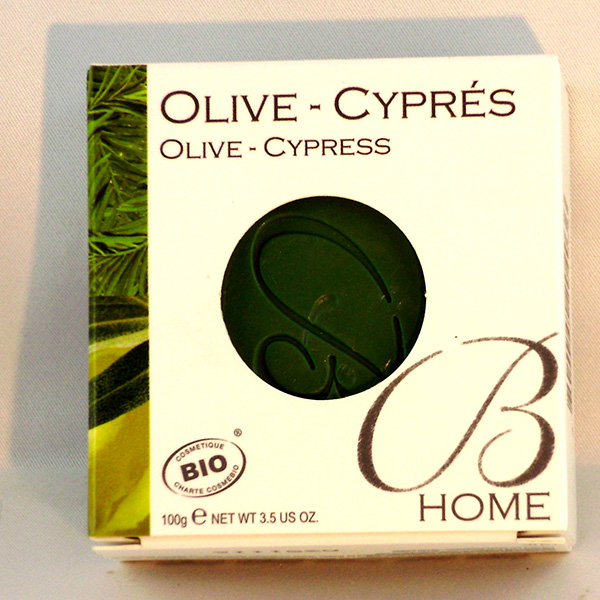 OLIVE - CYPRÉS
OLIVE - CYPRESS
B
HOME
®
COSMETIQUE
BIO
CHARTE COSMEBIO
100g ℮ NET WT 3.5 US OZ.